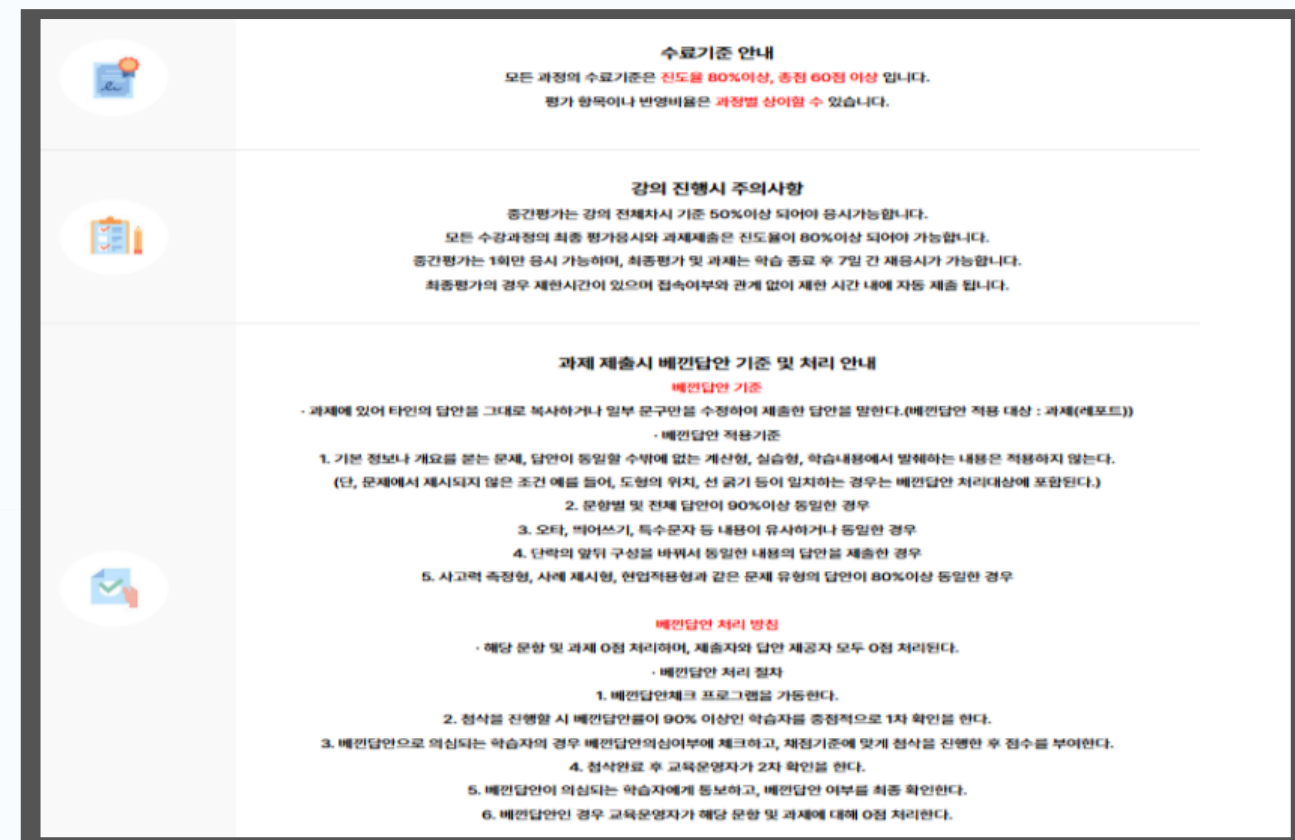 수료기준 안내
모든 과정의 수료기준은 진도율 80%이상, 총점 60점 이상 입니다.
평가 항목이나 반영비율은 과정별 상이할 수 있습니다.
강의 진행시 주의사항
중간평가는 강의 전체차시 기준 50%이상 되어야 응시가능합니다.
모든 수강과정의 최종 평가응시와 과제제출은 진도율이 80%이상 되어야 가능합니다.
중간평가는 1회만 응시 가능하며, 최종평가 및 과제는 학습 종료 후 7일 간 재응시가 가능합니다.
최종평가의 경우 제한시간이 있으며 접속여부와 관계 없이 제한 시간 내에 자동 제출 됩니다.
과제 제출시 베낀답안 기준 및 처리 안내
베낀답안 기준
· 과제에 있어 타인의 답안을 그대로 복사하거나 일부 문구만을 수정하여 제출한 답안을 말한다.(베낀답안 적용 대상 : 과제(레포트))
· 베낀답안 적용기준
1. 기본 정보나 개요를 묻는 문제, 답안이 동일할 수밖에 없는 계산형, 실습형, 학습내용에서 발췌하는 내용은 적용하지 않는다.
(단, 문제에서 제시되지 않은 조건 예를 들어, 도형의 위치, 선 굵기 등이 일치하는 경우는 베낀답안 처리대상에 포함된다.)
2. 문항별 및 전체 답안이 90%이상 동일한 경우
3. 오타, 띄어쓰기, 특수문자 등 내용이 유사하거나 동일한 경우
4. 단락의 앞뒤 구성을 바꿔서 동일한 내용의 답안을 제출한 경우
5. 사고력 측정형, 사례 제시형, 현업적용형과 같은 문제 유형의 답안이 80%이상 동일한 경우
베낀답안 처리 방침
· 해당 문항 및 과제 0점 처리하며, 제출자와 답안 제공자 모두 0점 처리된다.
· 베낀답안 처리 절차
1. 베낀답안체크 프로그램을 가동한다.
2. 첨삭을 진행할 시 베낀답안률이 90% 이상인 학습자를 중점적으로 1차 확인을 한다.
3. 베낀답안으로 의심되는 학습자의 경우 베낀답안의심여부에 체크하고, 채점기준에 맞게 첨삭을 진행한 후 점수를 부여한다.
4. 첨삭완료 후 교육운영자가 2차 확인을 한다.
5. 베낀답안이 의심되는 학습자에게 통보하고, 베낀답안 여부를 최종 확인한다.
6. 베낀답안인 경우 교육운영자가 해당 문항 및 과제에 대해 0점 처리한다.